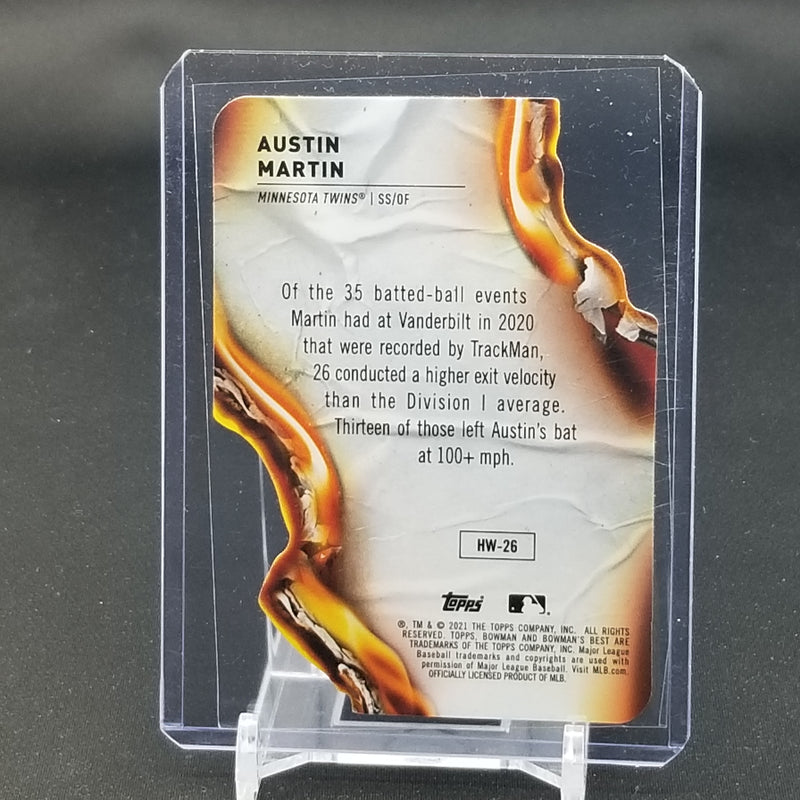 AUSTIN
MARTIN
MINNESOTA TWINS® | SS/OF
Of the 35 batted-ball events
Martin had at Vanderbilt in 2020
that were recorded by TrackMan,
26 conducted a higher exit velocity
than the Division I average.
Thirteen of those left Austin's bat
at 100+ mph.
HW-26
TOPPS
®, TM & © 2021 THE TOPPS COMPANY, INC. ALL RIGHTS
RESERVED. TOPPS, BOWMAN AND BOWMAN'S BEST ARE
TRADEMARKS OF THE TOPPS COMPANY, INC. Major League
Baseball trademarks and copyrights are used with
permission of Major League Baseball. Visit MLB.com.
OFFICIALLY LICENSED PRODUCT OF MLB.